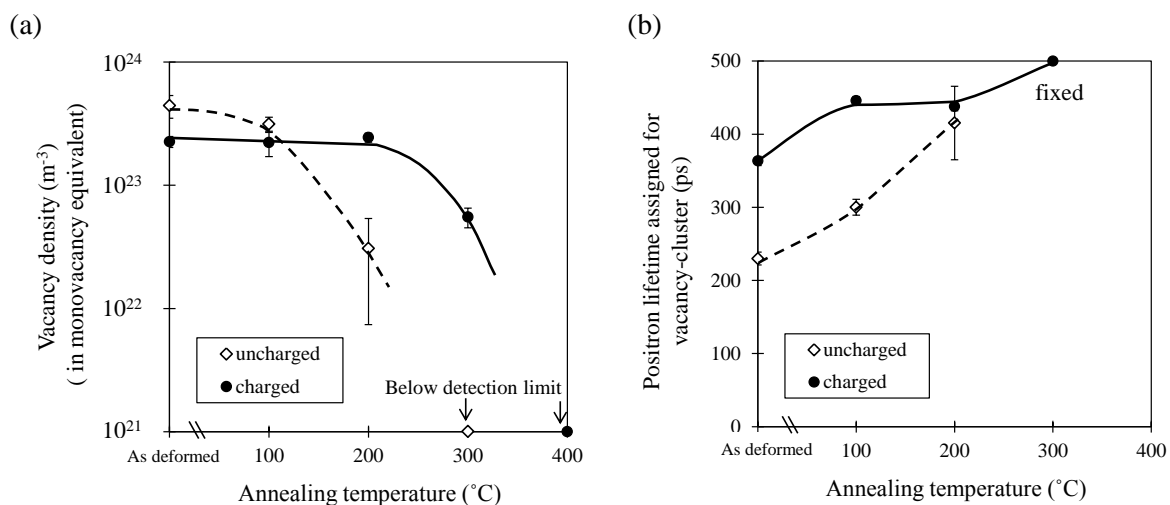 (a)
10^24
10^23
10^22
10^21
Vacancy density (m^-3)
( in monovacancy equivalent)
uncharged
charged
Below detection limit
As deformed
100
200
300
400
Annealing temperature (˚C)
(b)
500
400
300
200
100
0
Positron lifetime assigned for
vacancy-cluster (ps)
fixed
uncharged
charged
As deformed
100
200
300
400
Annealing temperature (˚C)